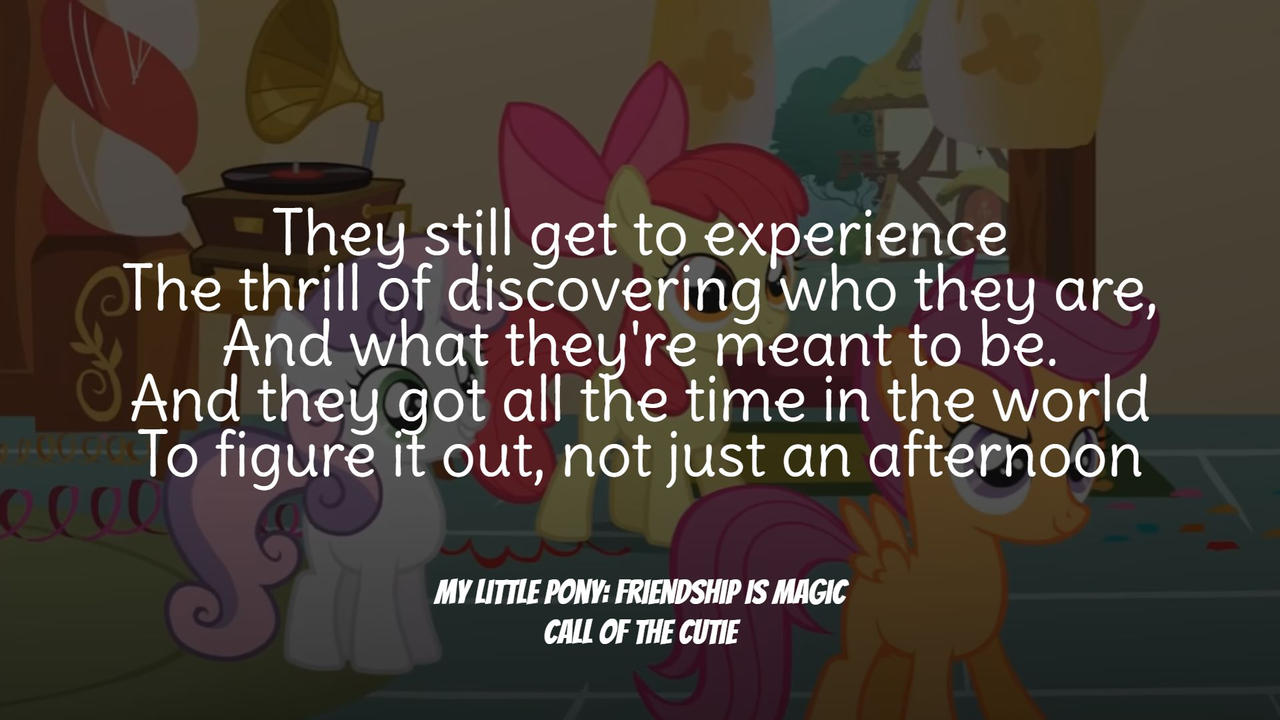 They still get to experience
The thrill of discovering who they are,
And what they're meant to be.
And they got all the time in the world
To figure it out, not just an afternoon
MY LITTLE PONY: FRIENDSHIP IS MAGIC
CALL OF THE CUTIE